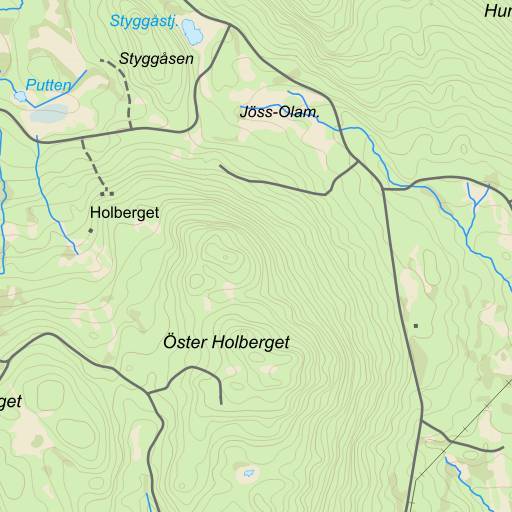 Hur
Styggåstj.
Styggåsen
Putten
Jöss-Olam.
Holberget
Öster Holberget
get